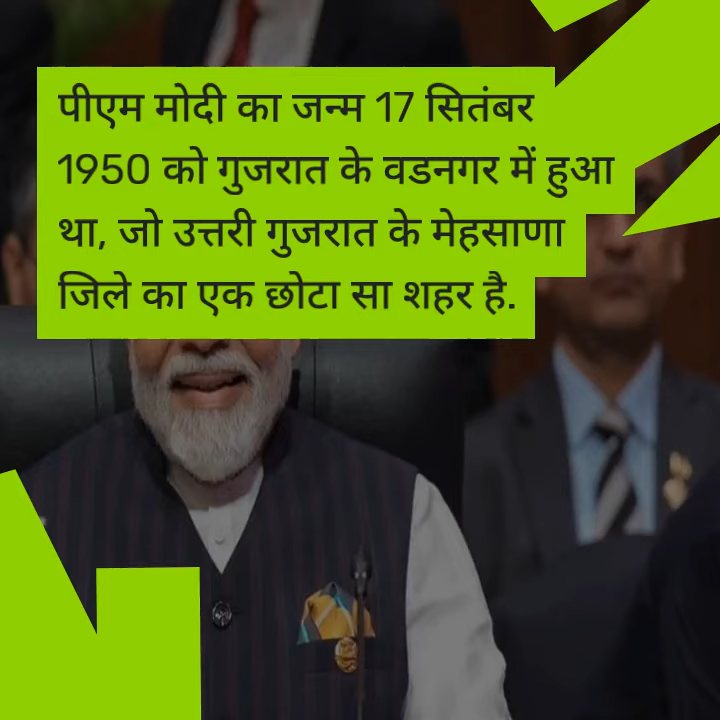 पीएम मोदी का जन्म 17 सितंबर
1950 को गुजरात के वडनगर में हुआ
था, जो उत्तरी गुजरात के मेहसाणा
जिले का एक छोटा सा शहर है.